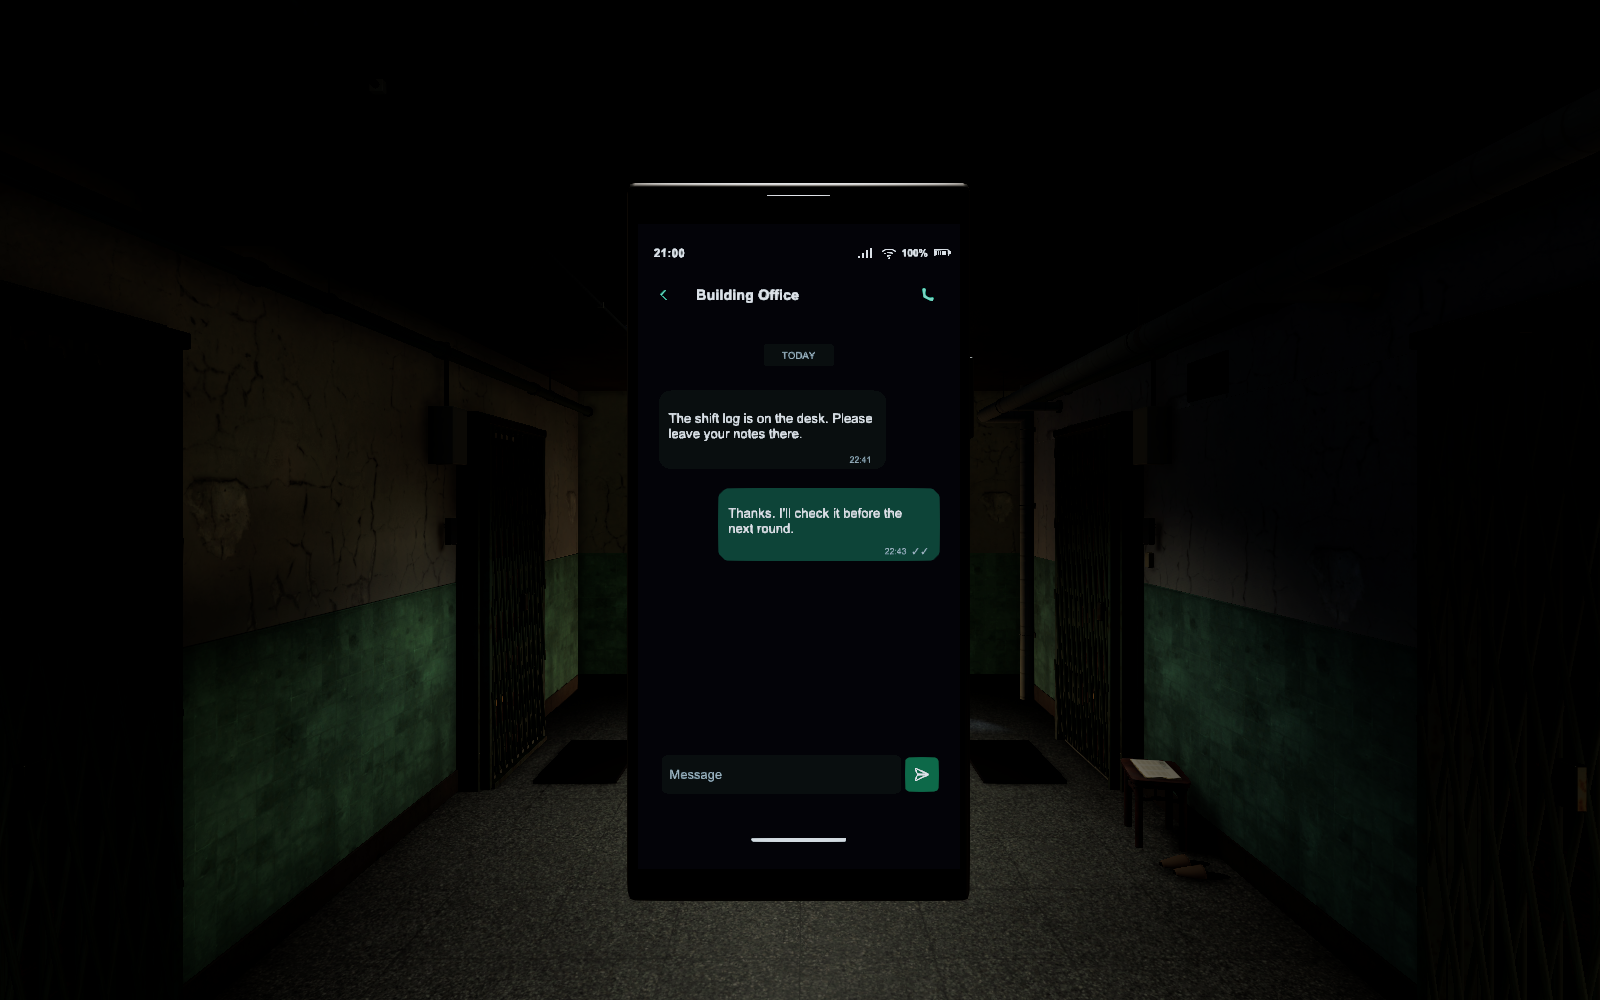 21:00 100%
Building Office
TODAY
The shift log is on the desk. Please
leave your notes there.
22:41
Thanks. I'll check it before the
next round.
22:43 ✓✓
Message